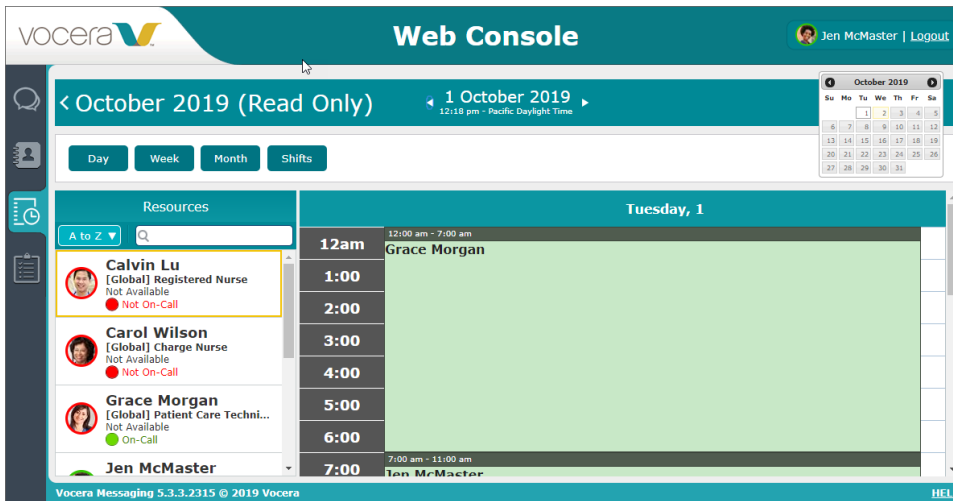 vocera
Web Console
Jen McMaster | Logout
< October 2019 (Read Only)
1 October 2019
12:18 pm - Pacific Daylight Time
October 2019
Su Mo Tu We Th Fr Sa
1 2 3 4 5
6 7 8 9 10 11 12
13 14 15 16 17 18 19
20 21 22 23 24 25 26
27 28 29 30 31
Day Week Month Shifts
Resources
Tuesday, 1
A to Z ▼
Calvin Lu
[Global] Registered Nurse
Not Available
Not On-Call
Carol Wilson
[Global] Charge Nurse
Not Available
Not On-Call
Grace Morgan
[Global] Patient Care Techni...
Not Available
On-Call
Jen McMaster
12am
1:00
2:00
3:00
4:00
5:00
6:00
7:00
12:00 am - 7:00 am
Grace Morgan
7:00 am - 11:00 am
Jen McMaster
Vocera Messaging 5.3.3.2315 © 2019 Vocera
HEL